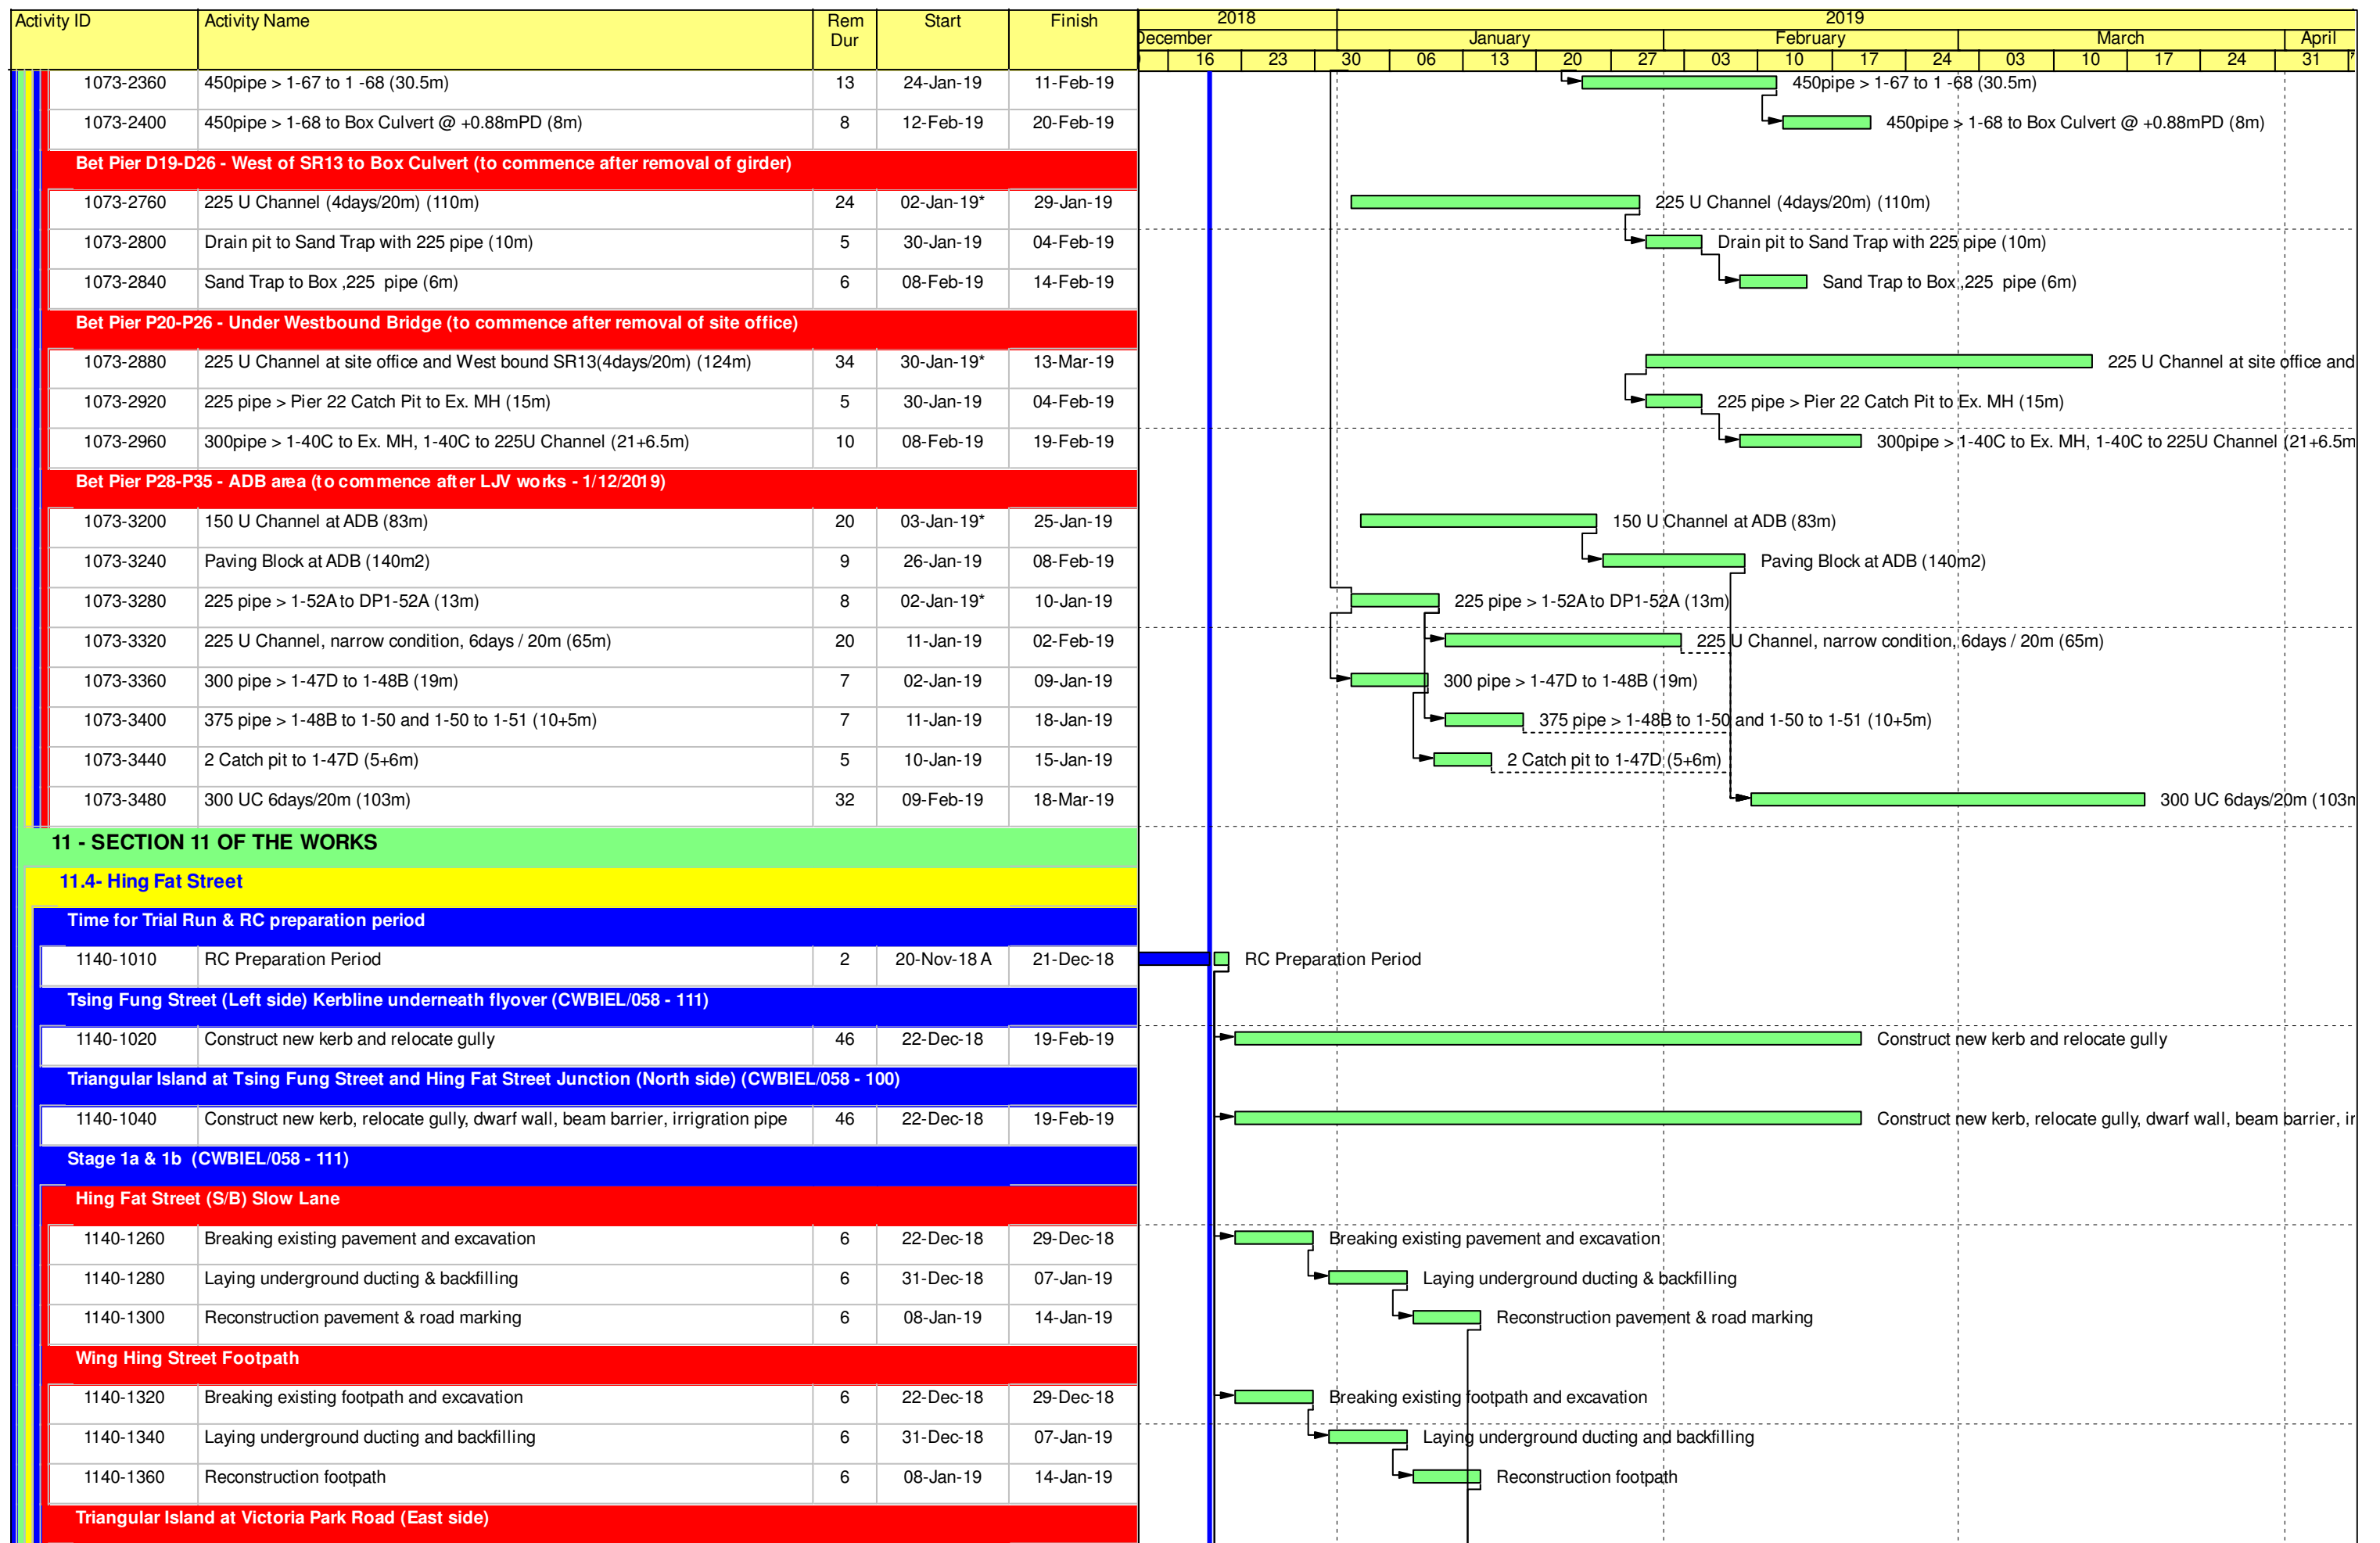 Activity ID Activity Name Rem Dur Start Finish 2018 2019
December January February March April
16 23 30 06 13 20 27 03 10 17 24 03 10 17 24 31
1073-2360 450pipe > 1-67 to 1 -68 (30.5m) 13 24-Jan-19 11-Feb-19 450pipe > 1-67 to 1 -68 (30.5m)
1073-2400 450pipe > 1-68 to Box Culvert @ +0.88mPD (8m) 8 12-Feb-19 20-Feb-19 450pipe > 1-68 to Box Culvert @ +0.88mPD (8m)
Bet Pier D19-D26 - West of SR13 to Box Culvert (to commence after removal of girder)
1073-2760 225 U Channel (4days/20m) (110m) 24 02-Jan-19* 29-Jan-19 225 U Channel (4days/20m) (110m)
1073-2800 Drain pit to Sand Trap with 225 pipe (10m) 5 30-Jan-19 04-Feb-19 Drain pit to Sand Trap with 225 pipe (10m)
1073-2840 Sand Trap to Box ,225 pipe (6m) 6 08-Feb-19 14-Feb-19 Sand Trap to Box ,225 pipe (6m)
Bet Pier P20-P26 - Under Westbound Bridge (to commence after removal of site office)
1073-2880 225 U Channel at site office and West bound SR13(4days/20m) (124m) 34 30-Jan-19* 13-Mar-19 225 U Channel at site office and
1073-2920 225 pipe > Pier 22 Catch Pit to Ex. MH (15m) 5 30-Jan-19 04-Feb-19 225 pipe > Pier 22 Catch Pit to Ex. MH (15m)
1073-2960 300pipe > 1-40C to Ex. MH, 1-40C to 225U Channel (21+6.5m) 10 08-Feb-19 19-Feb-19 300pipe > 1-40C to Ex. MH, 1-40C to 225U Channel (21+6.5m
Bet Pier P28-P35 - ADB area (to commence after LJV works - 1/12/2019)
1073-3200 150 U Channel at ADB (83m) 20 03-Jan-19* 25-Jan-19 150 U Channel at ADB (83m)
1073-3240 Paving Block at ADB (140m2) 9 26-Jan-19 08-Feb-19 Paving Block at ADB (140m2)
1073-3280 225 pipe > 1-52A to DP1-52A (13m) 8 02-Jan-19* 10-Jan-19 225 pipe > 1-52A to DP1-52A (13m)
1073-3320 225 U Channel, narrow condition, 6days / 20m (65m) 20 11-Jan-19 02-Feb-19 225 U Channel, narrow condition, 6days / 20m (65m)
1073-3360 300 pipe > 1-47D to 1-48B (19m) 7 02-Jan-19 09-Jan-19 300 pipe > 1-47D to 1-48B (19m)
1073-3400 375 pipe > 1-48B to 1-50 and 1-50 to 1-51 (10+5m) 7 11-Jan-19 18-Jan-19 375 pipe > 1-48B to 1-50 and 1-50 to 1-51 (10+5m)
1073-3440 2 Catch pit to 1-47D (5+6m) 5 10-Jan-19 15-Jan-19 2 Catch pit to 1-47D (5+6m)
1073-3480 300 UC 6days/20m (103m) 32 09-Feb-19 18-Mar-19 300 UC 6days/20m (103m
11 - SECTION 11 OF THE WORKS
11.4- Hing Fat Street
Time for Trial Run & RC preparation period
1140-1010 RC Preparation Period 2 20-Nov-18 A 21-Dec-18 RC Preparation Period
Tsing Fung Street (Left side) Kerbline underneath flyover (CWBIEL/058 - 111)
1140-1020 Construct new kerb and relocate gully 46 22-Dec-18 19-Feb-19 Construct new kerb and relocate gully
Triangular Island at Tsing Fung Street and Hing Fat Street Junction (North side) (CWBIEL/058 - 100)
1140-1040 Construct new kerb, relocate gully, dwarf wall, beam barrier, irrigration pipe 46 22-Dec-18 19-Feb-19 Construct new kerb, relocate gully, dwarf wall, beam barrier, ir
Stage 1a & 1b (CWBIEL/058 - 111)
Hing Fat Street (S/B) Slow Lane
1140-1260 Breaking existing pavement and excavation 6 22-Dec-18 29-Dec-18 Breaking existing pavement and excavation
1140-1280 Laying underground ducting & backfilling 6 31-Dec-18 07-Jan-19 Laying underground ducting & backfilling
1140-1300 Reconstruction pavement & road marking 6 08-Jan-19 14-Jan-19 Reconstruction pavement & road marking
Wing Hing Street Footpath
1140-1320 Breaking existing footpath and excavation 6 22-Dec-18 29-Dec-18 Breaking existing footpath and excavation
1140-1340 Laying underground ducting and backfilling 6 31-Dec-18 07-Jan-19 Laying underground ducting and backfilling
1140-1360 Reconstruction footpath 6 08-Jan-19 14-Jan-19 Reconstruction footpath
Triangular Island at Victoria Park Road (East side)